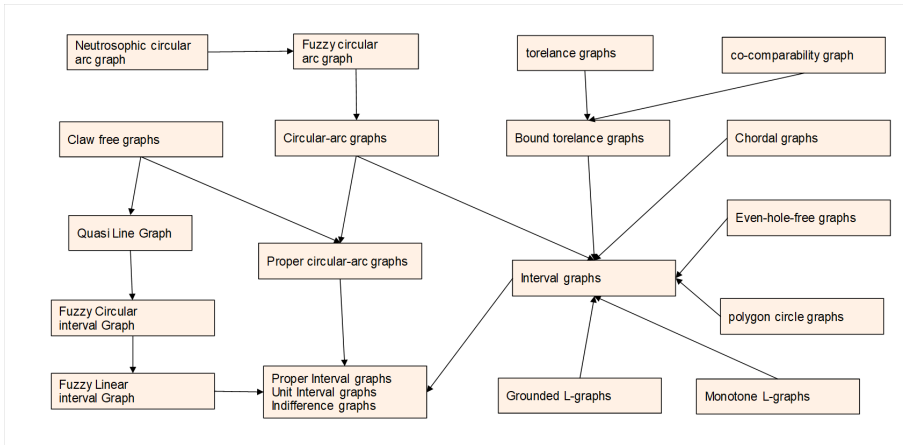 Neutrosophic circular
arc graph
Fuzzy circular
arc graph
torelance graphs
co-comparability graph
Claw free graphs
Circular-arc graphs
Bound torelance graphs
Chordal graphs
Quasi Line Graph
Even-hole-free graphs
Proper circular-arc graphs
Interval graphs
Fuzzy Circular
interval Graph
polygon circle graphs
Fuzzy Linear
interval Graph
Proper Interval graphs
Unit Interval graphs
Indifference graphs
Grounded L-graphs
Monotone L-graphs